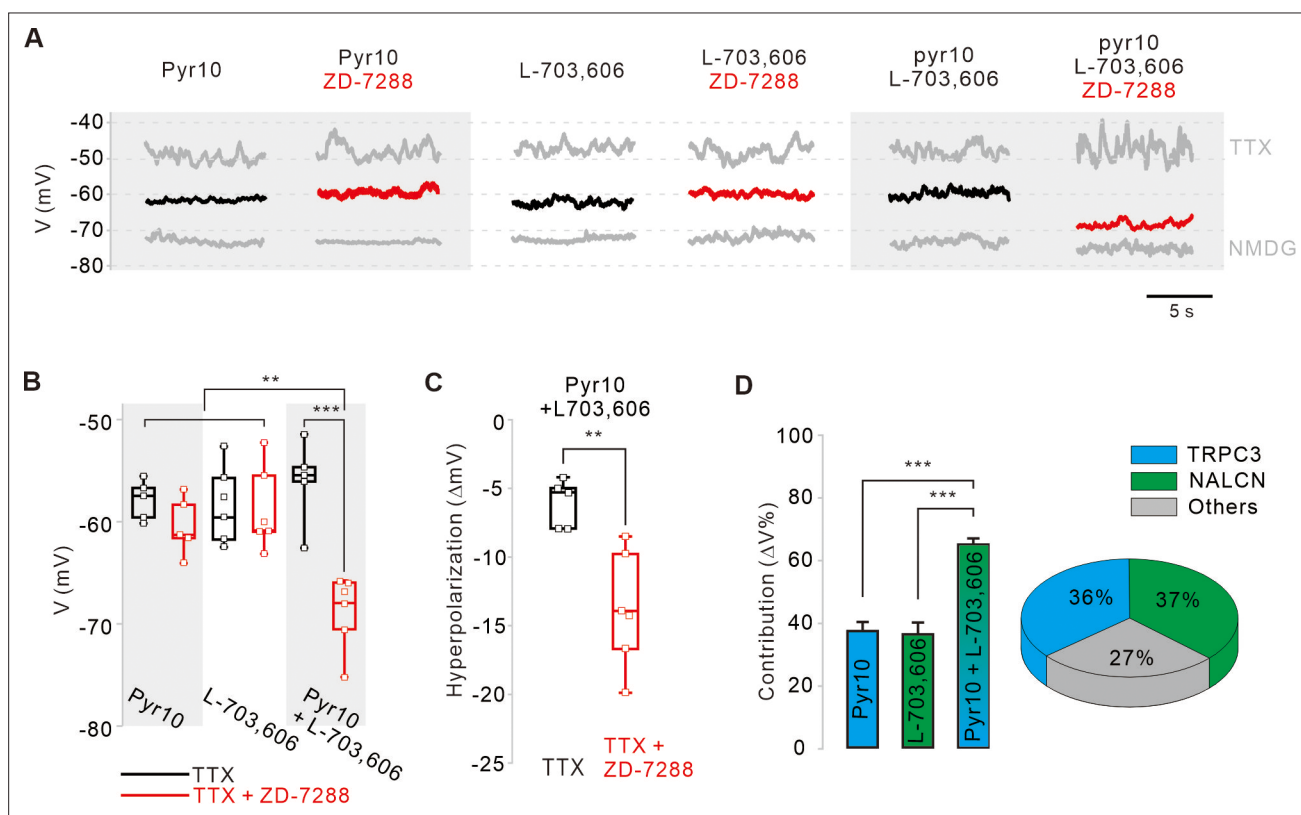 A
Pyr10
Pyr10
ZD-7288
L-703,606
L-703,606
ZD-7288
pyr10
L-703,606
pyr10
L-703,606
ZD-7288
-40
-50
-60
-70
-80
V (mV)
TTX
NMDG
5 s
B
**
***
-50
-60
-70
-80
V (mV)
Pyr10
L-703,606
Pyr10
+ L-703,606
TTX
TTX + ZD-7288
C
Pyr10
+L703,606
**
0
-5
-10
-15
-20
-25
Hyperpolarization (ΔmV)
TTX
TTX +
ZD-7288
D
100
80
60
40
20
0
Contribution (ΔV%)
***
***
Pyr10
L-703,606
Pyr10 + L-703,606
TRPC3
NALCN
Others
36%
37%
27%